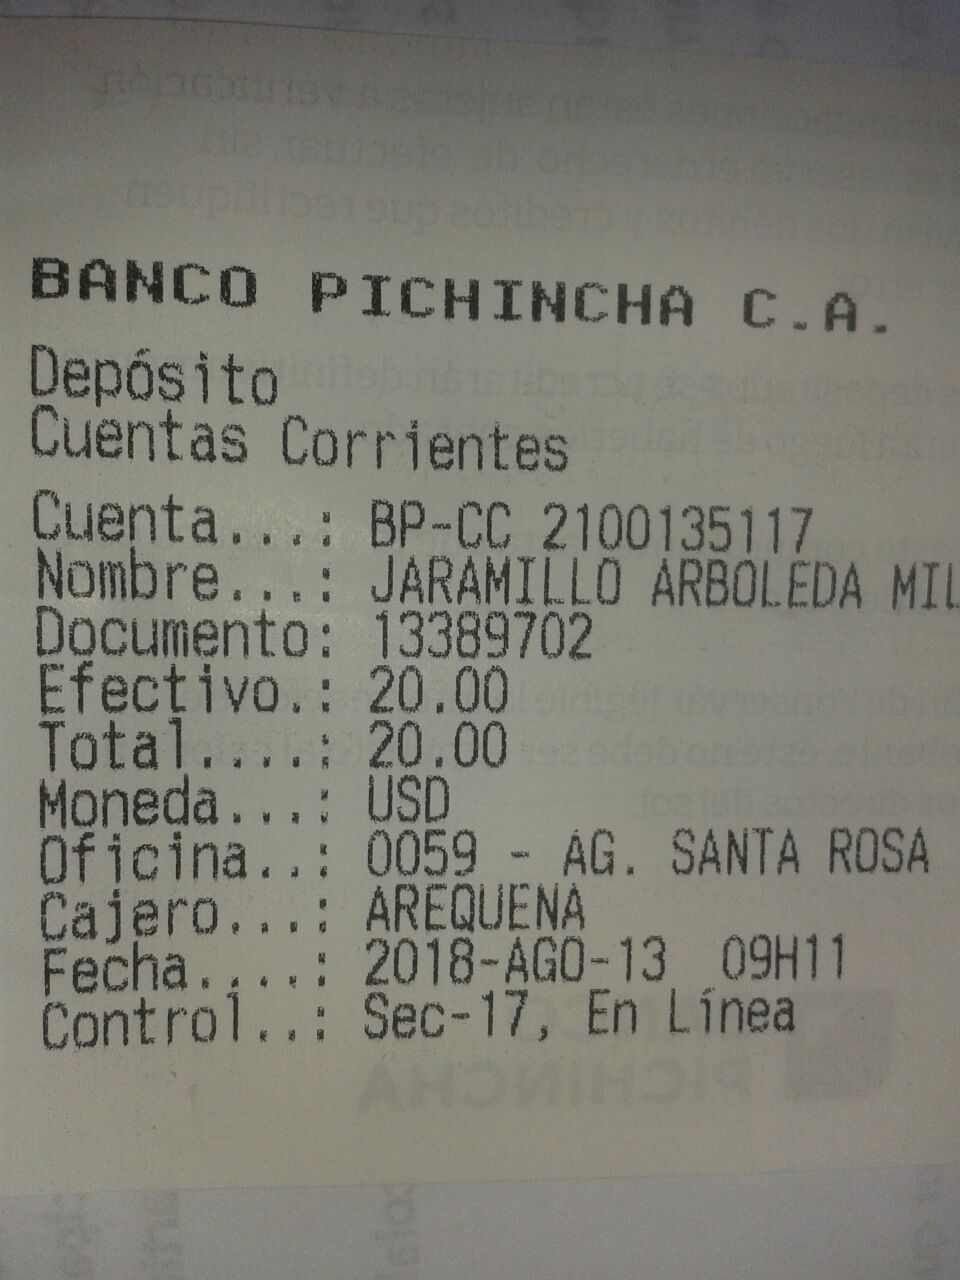 BANCO PICHINCHA C.A.
Depósito
Cuentas Corrientes
Cuenta...: BP-CC 2100135117
Nombre...: JARAMILLO ARBOLEDA MIL
Documento: 13389702
Efectivo.: 20.00
Total....: 20.00
Moneda...: USD
Oficina..: 0059 - AG. SANTA ROSA
Cajero...: AREQUENA
Fecha....: 2018-AGO-13 09H11
Control..: Sec-17, En Línea
PICHINCHA